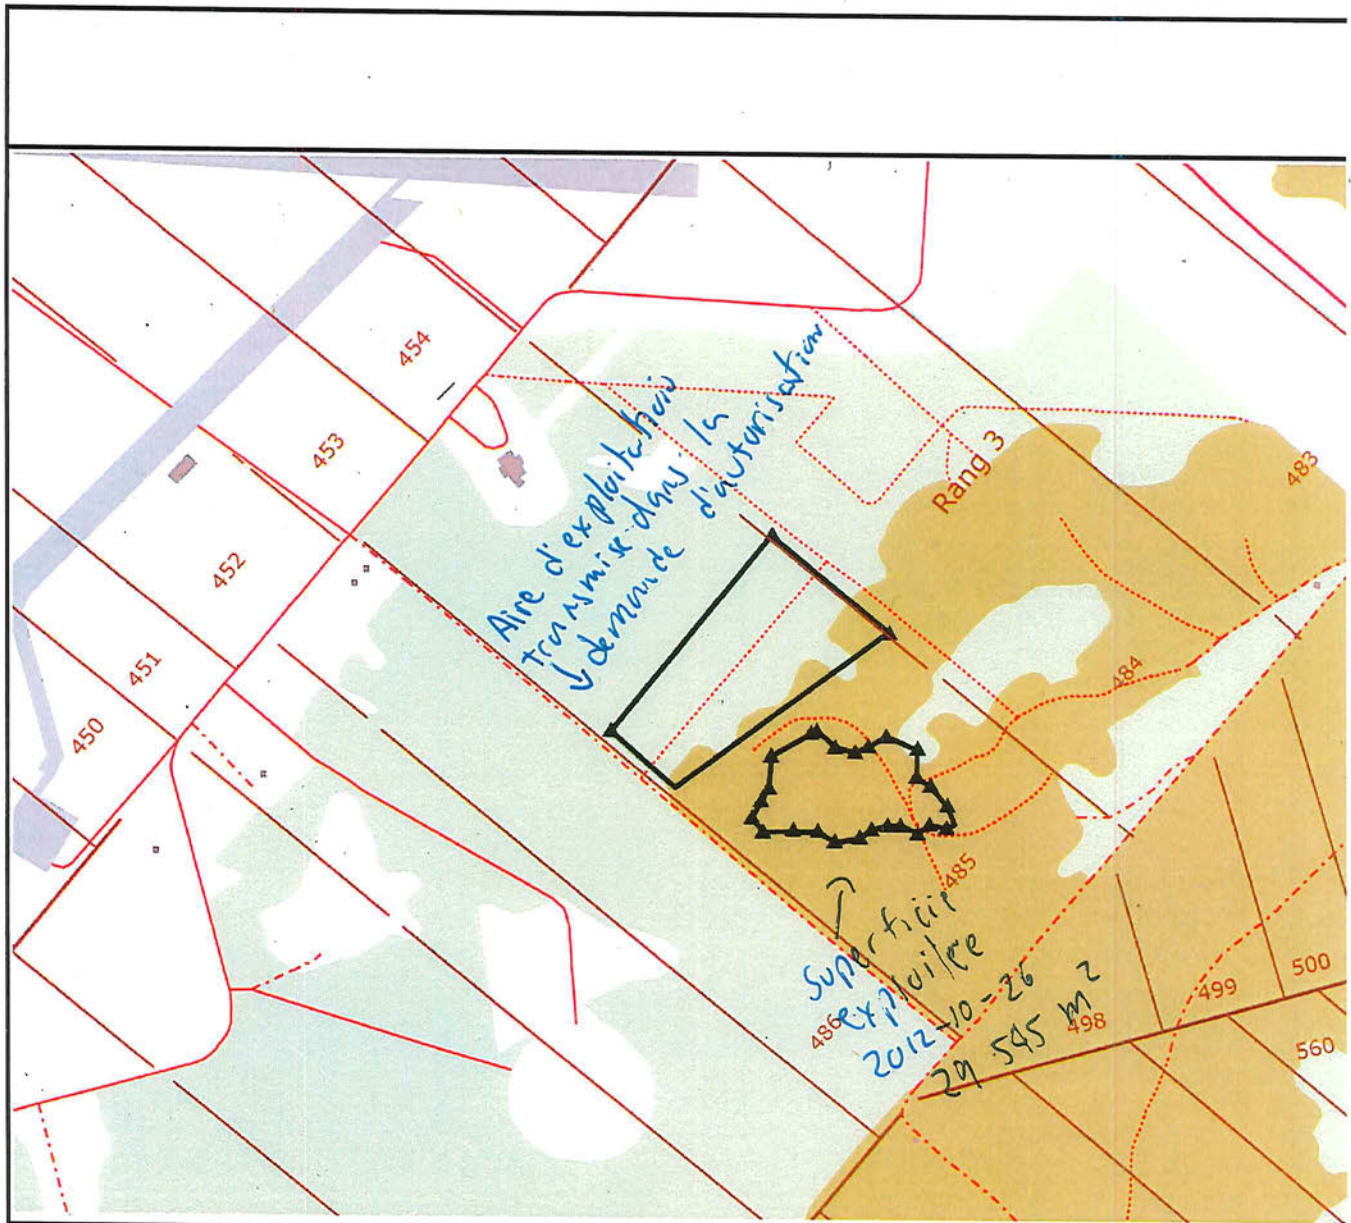 454
453
452
451
450
Aire d'exploitation
transmise dans la
demande d'autorisation
Rang 3
483
484
485
Superficie
exploitée
2012-10-26
29 545 m²
486
498
499
500
560